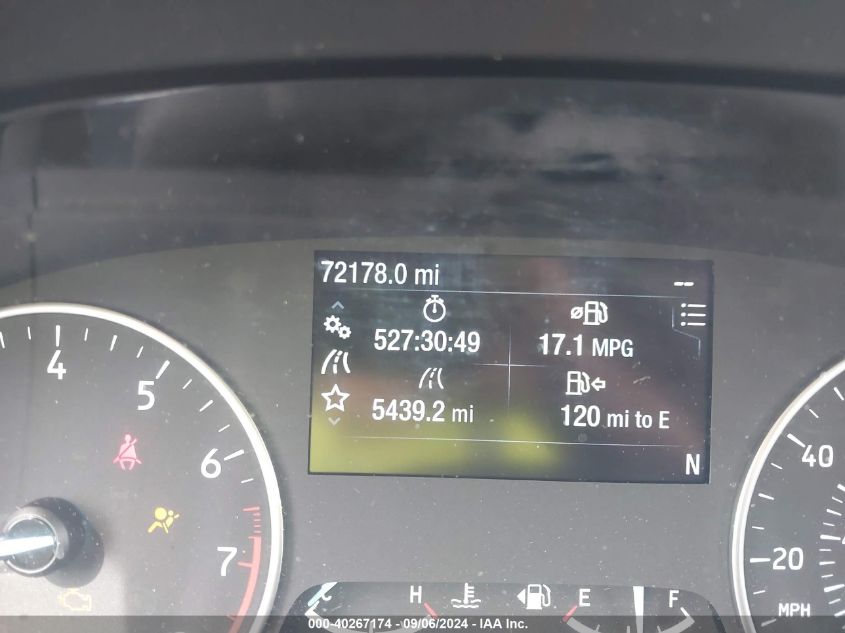 72178.0 mi --
527:30:49 17.1 MPG
5439.2 mi 120 mi to E
N
4
5
6
7
40
20
MPH
H E F
000-40267174 - 09/06/2024 - IAA Inc.